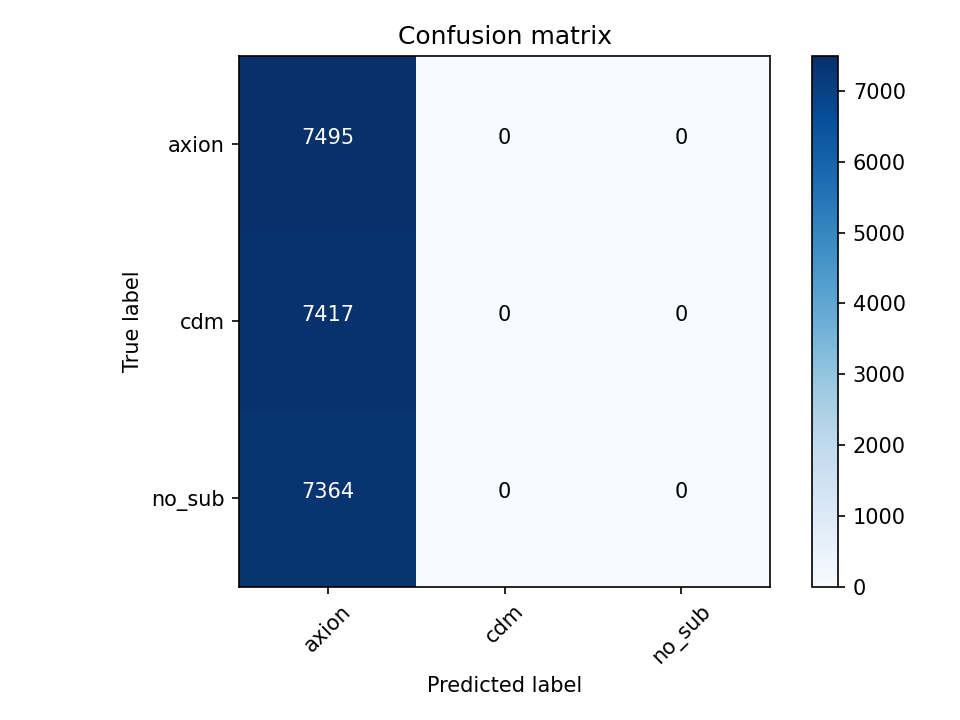 Confusion matrix
axion 7495 0 0
cdm 7417 0 0
no_sub 7364 0 0
True label
axion cdm no_sub
Predicted label
7000
6000
5000
4000
3000
2000
1000
0